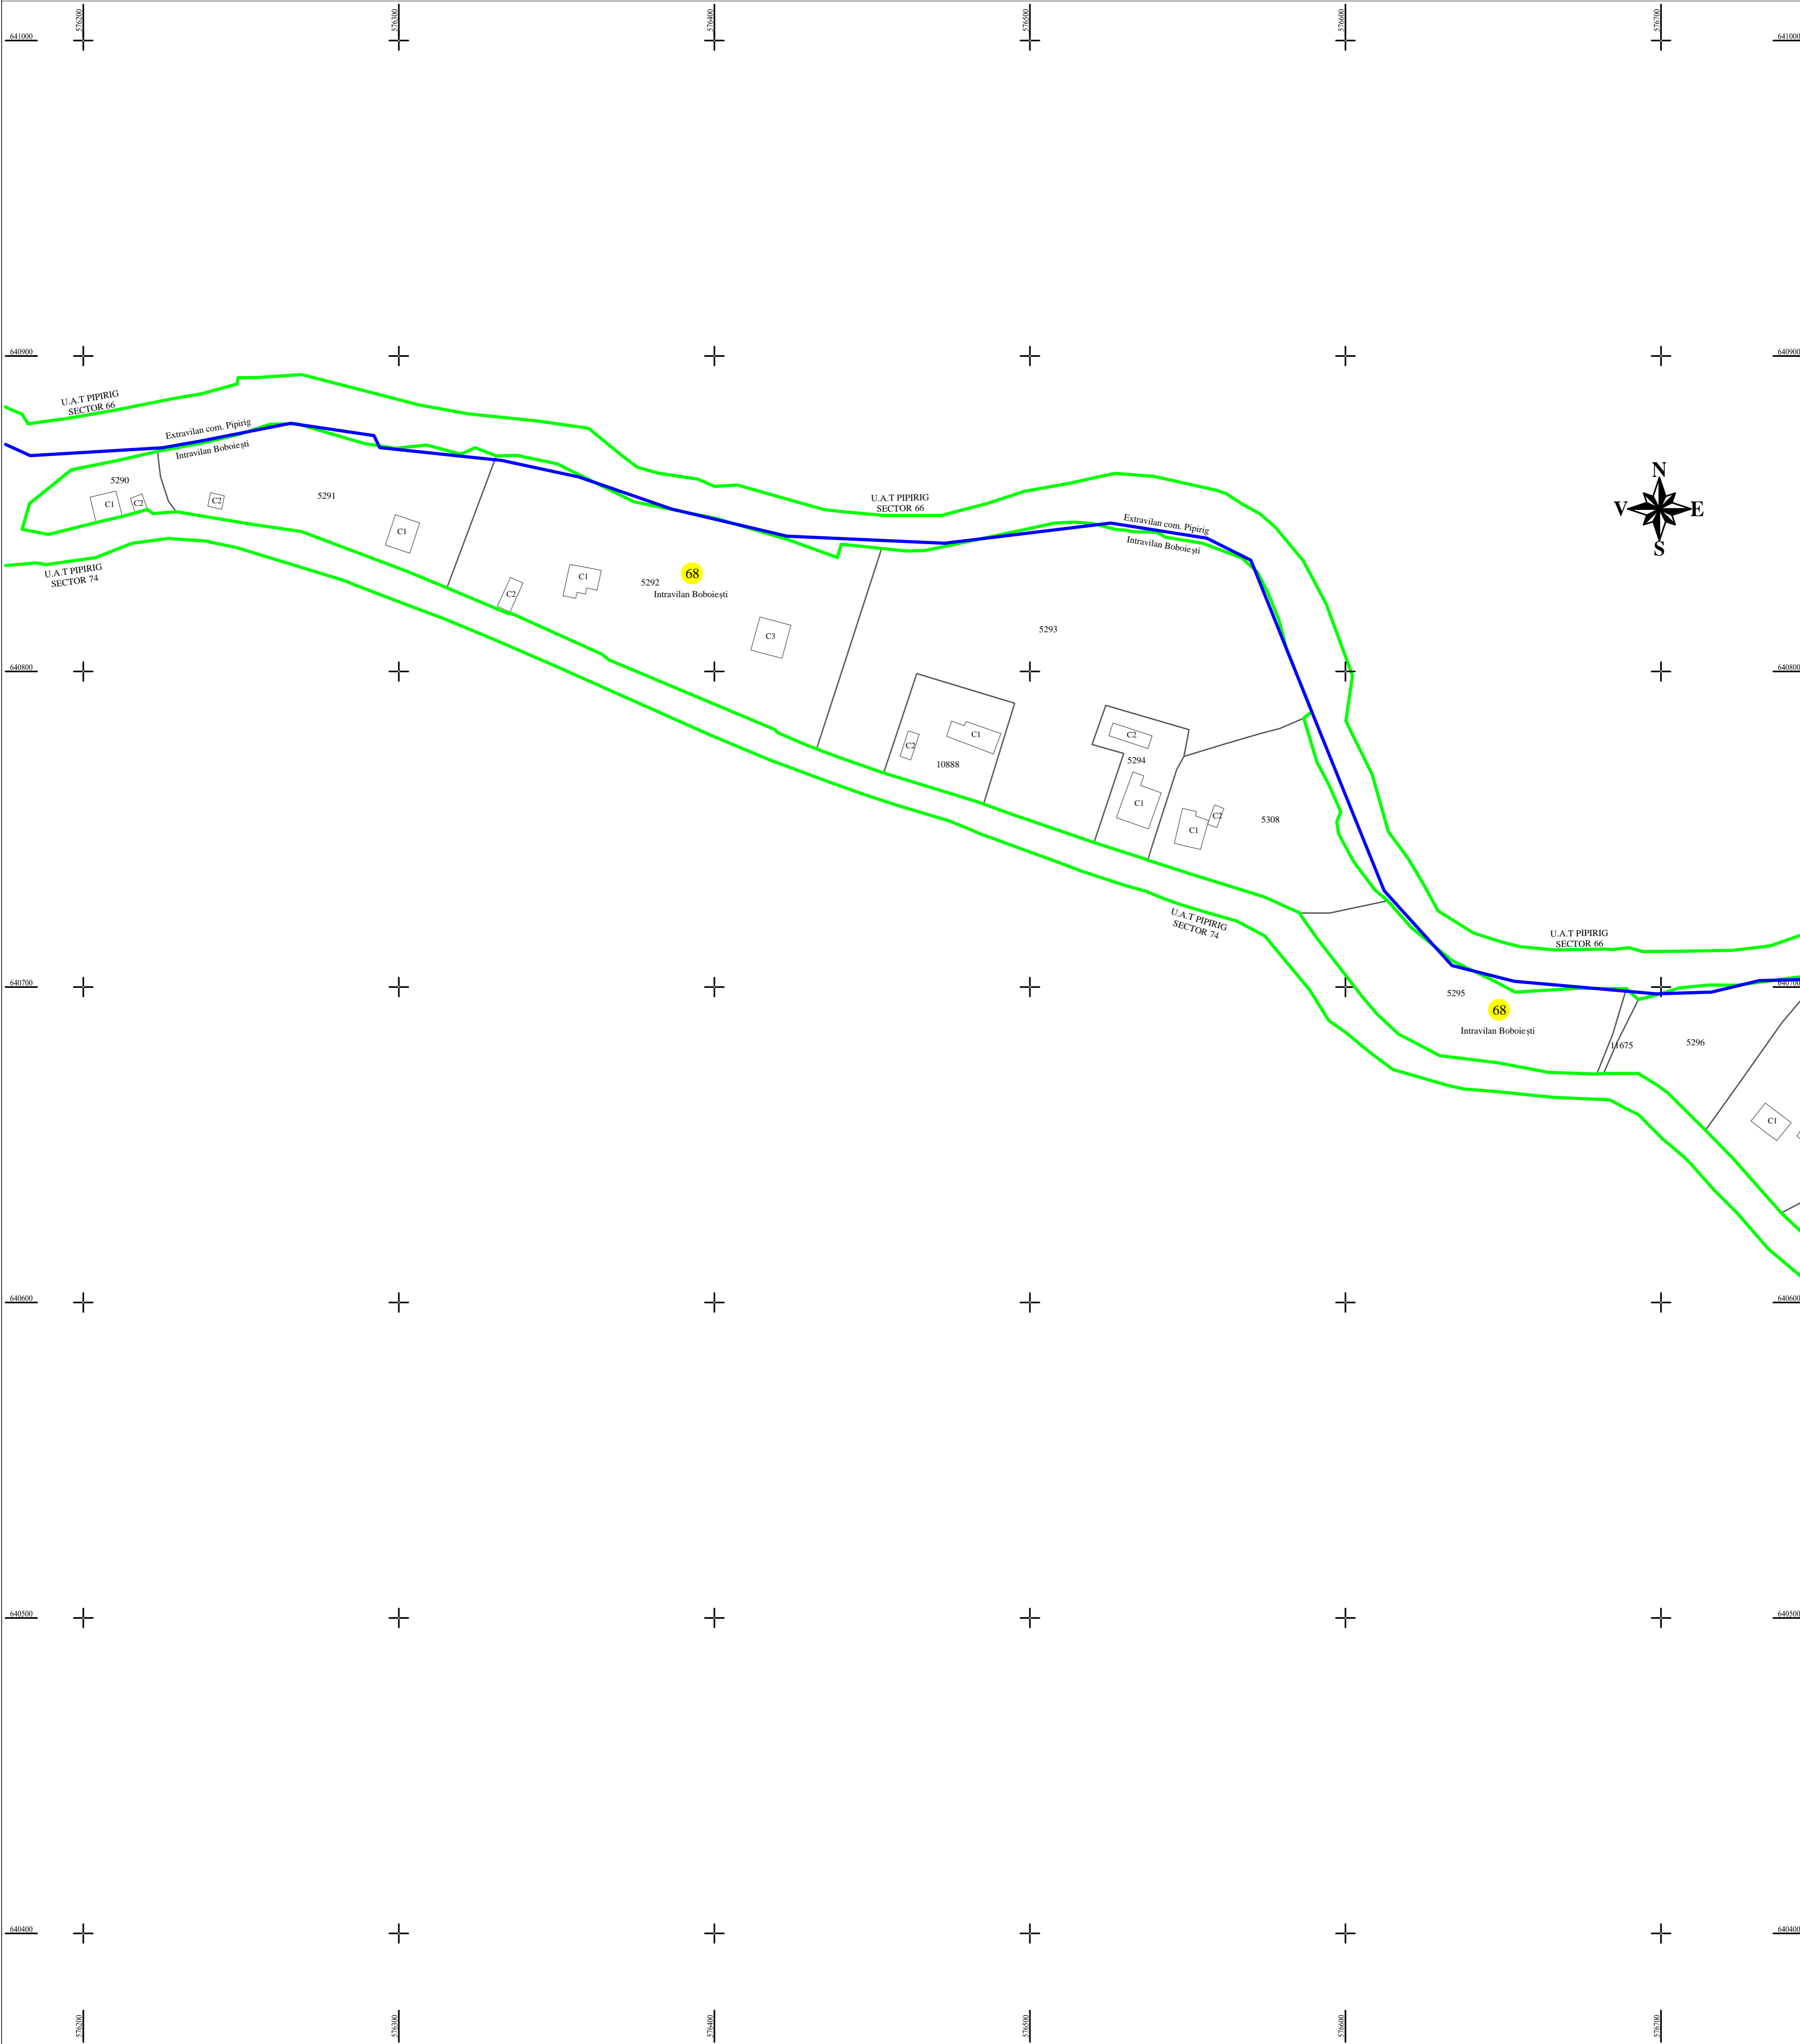 576200
576300
576400
576500
576600
576700
641000
641000
640900
640900
U.A.T PIPIRIG
SECTOR 66
Extravilan com. Pipirig
Intravilan Boboiești
5290
C1
C2
C2
5291
C1
U.A.T PIPIRIG
SECTOR 74
U.A.T PIPIRIG
SECTOR 66
Extravilan com. Pipirig
Intravilan Boboiești
N
V
E
S
C2
C1
5292
68
Intravilan Boboiești
C3
5293
640800
640800
C2
C1
10888
C2
5294
C1
C1
C2
5308
U.A.T PIPIRIG
SECTOR 74
U.A.T PIPIRIG
SECTOR 66
640700
640700
5295
68
Intravilan Boboiești
11675
5296
C1
640600
640600
640500
640500
640400
640400
576200
576300
576400
576500
576600
576700